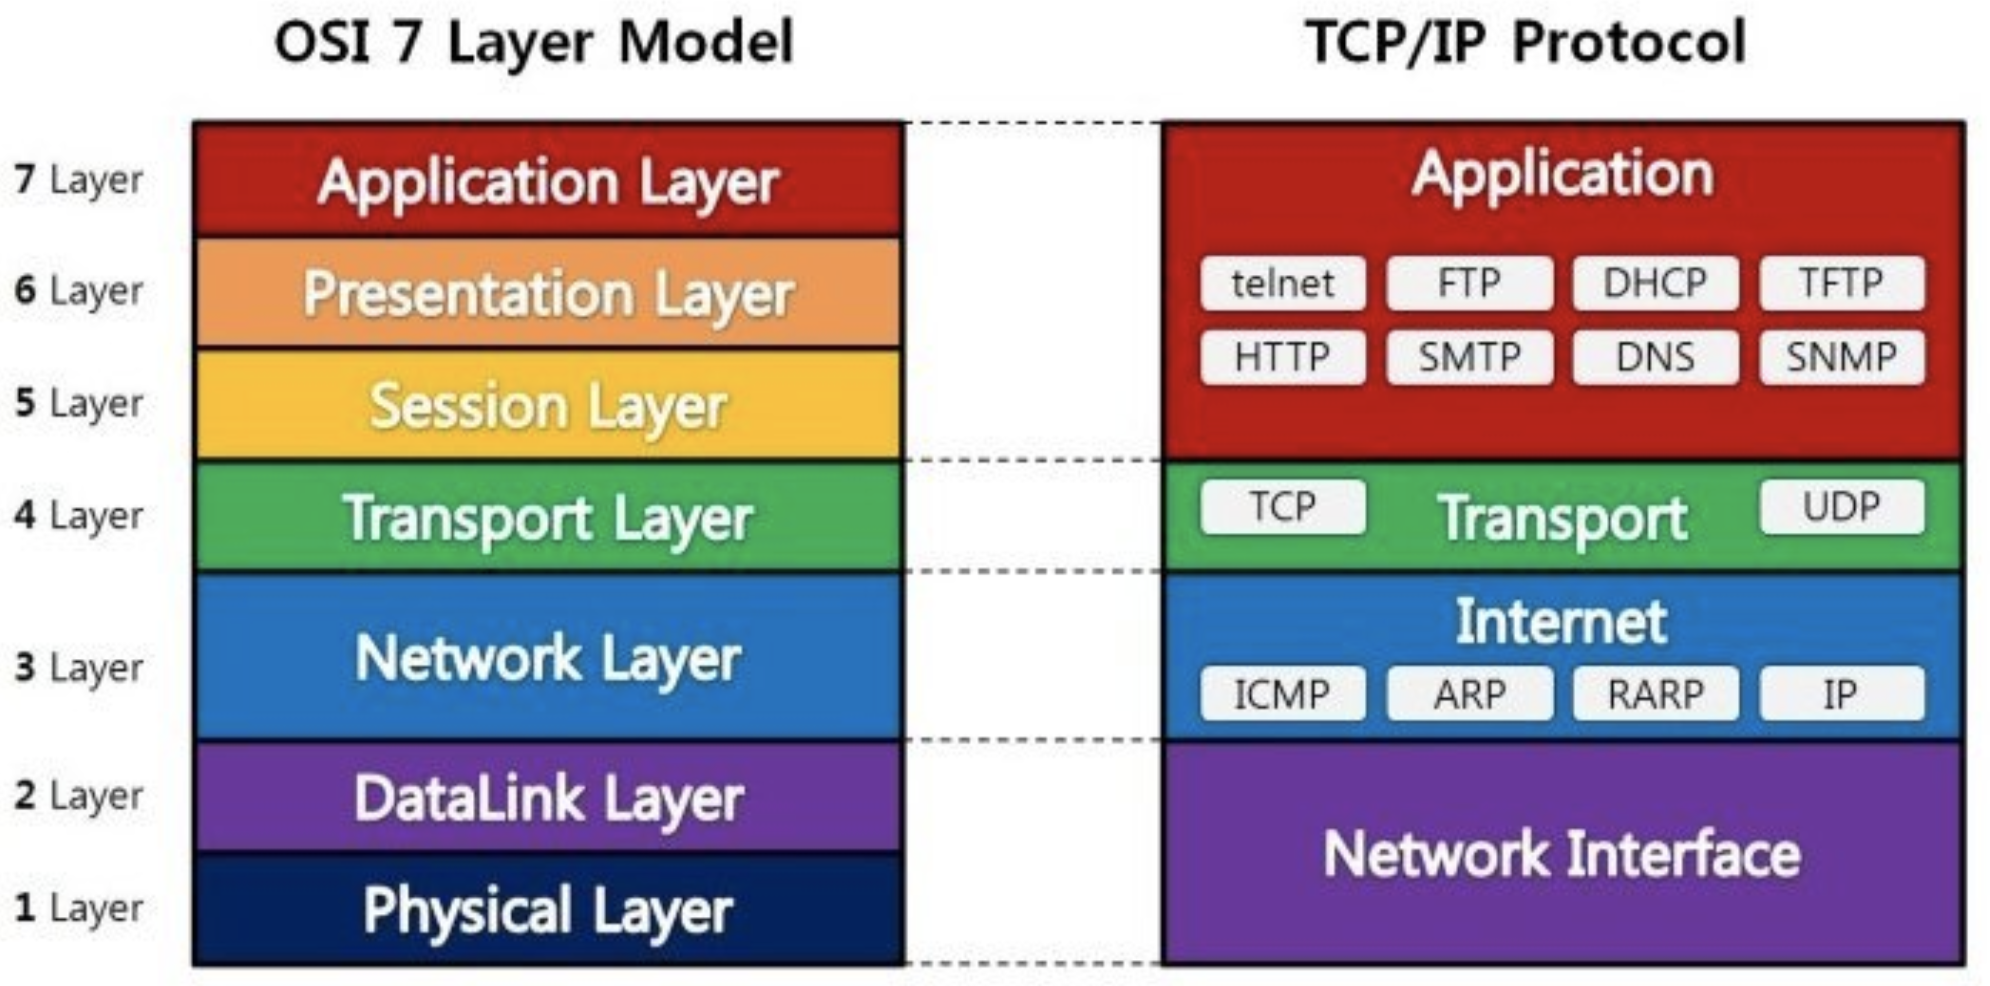 OSI 7 Layer Model
7 Layer
Application Layer
6 Layer
Presentation Layer
5 Layer
Session Layer
4 Layer
Transport Layer
3 Layer
Network Layer
2 Layer
DataLink Layer
1 Layer
Physical Layer
TCP/IP Protocol
Application
telnet FTP DHCP TFTP
HTTP SMTP DNS SNMP
TCP Transport UDP
Internet
ICMP ARP RARP IP
Network Interface